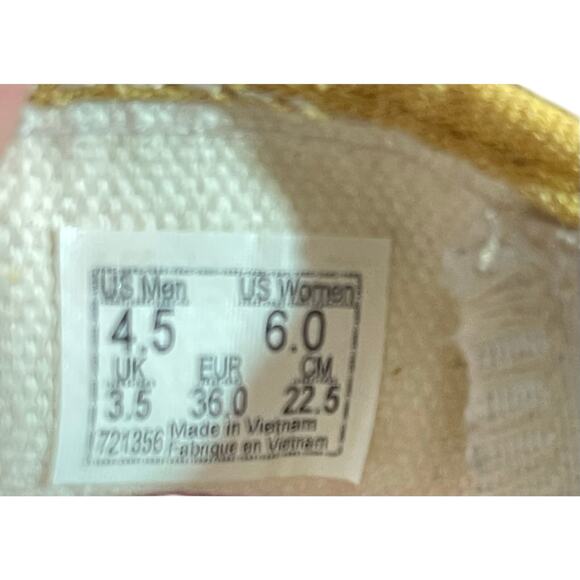 US Men US Women
4.5 6.0
UK EUR CM
3.5 36.0 22.5
721356 Made in Vietnam
Fabrique en Vietnam